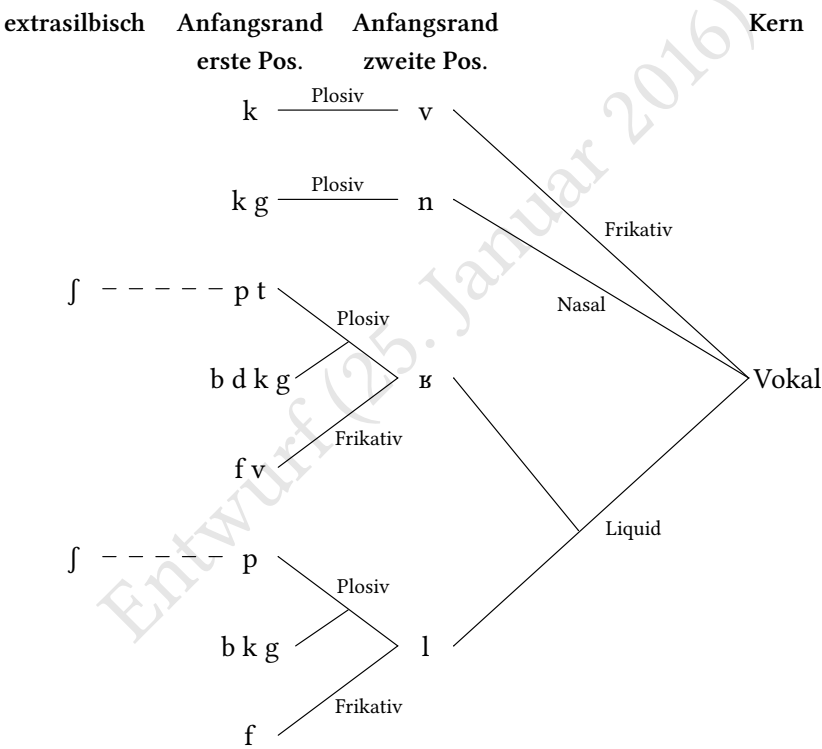 extrasilbisch Anfangsrand Anfangsrand Kern
erste Pos. zweite Pos.
k Plosiv v
k g Plosiv n
Frikativ
ʃ p t
Nasal
Plosiv
b d k g ʁ Vokal
Frikativ
f v
Liquid
ʃ p
Plosiv
b k g l
Frikativ
f
Entwurf (25. Januar 2016)